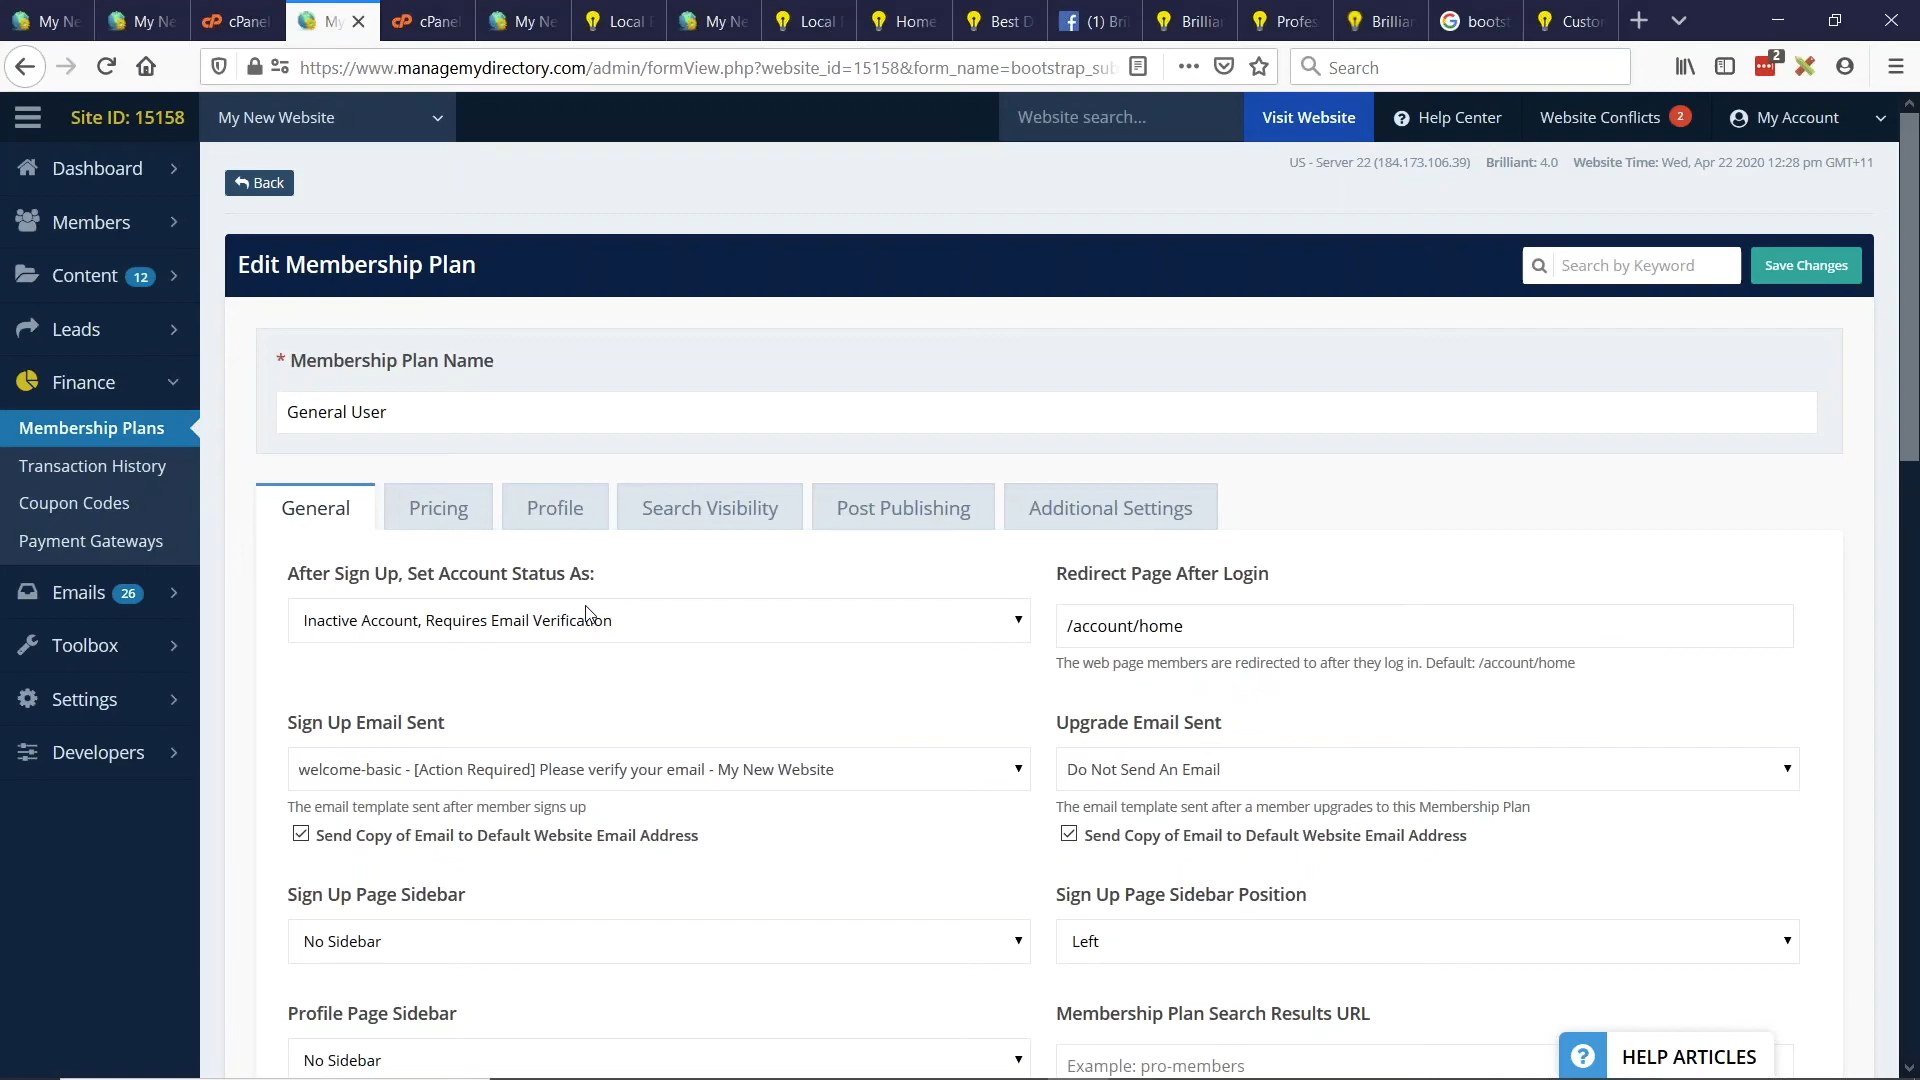 My Ne
My Ne
cPanel
My
cPanel
My Ne
Local
My Ne
Local
Home
Best D
(1) Bri
Brillian
Profes
Brillian
bootst
Custo
https://www.managemydirectory.com/admin/formView.php?website_id=15158&form_name=bootstrap_sub
Search
2
Site ID: 15158
My New Website
Website search...
Visit Website
Help Center
Website Conflicts 2
My Account
US - Server 22 (184.173.106.39) Brilliant: 4.0 Website Time: Wed, Apr 22 2020 12:28 pm GMT+11
Dashboard
Members
Content 12
Leads
Finance
Membership Plans
Transaction History
Coupon Codes
Payment Gateways
Emails 26
Toolbox
Settings
Developers
Back
Edit Membership Plan
Search by Keyword
Save Changes
* Membership Plan Name
General User
General
Pricing
Profile
Search Visibility
Post Publishing
Additional Settings
After Sign Up, Set Account Status As:
Inactive Account, Requires Email Verification
Redirect Page After Login
/account/home
The web page members are redirected to after they log in. Default: /account/home
Sign Up Email Sent
welcome-basic - [Action Required] Please verify your email - My New Website
The email template sent after member signs up
Send Copy of Email to Default Website Email Address
Upgrade Email Sent
Do Not Send An Email
The email template sent after a member upgrades to this Membership Plan
Send Copy of Email to Default Website Email Address
Sign Up Page Sidebar
No Sidebar
Sign Up Page Sidebar Position
Left
Profile Page Sidebar
No Sidebar
Membership Plan Search Results URL
Example: pro-members
? HELP ARTICLES